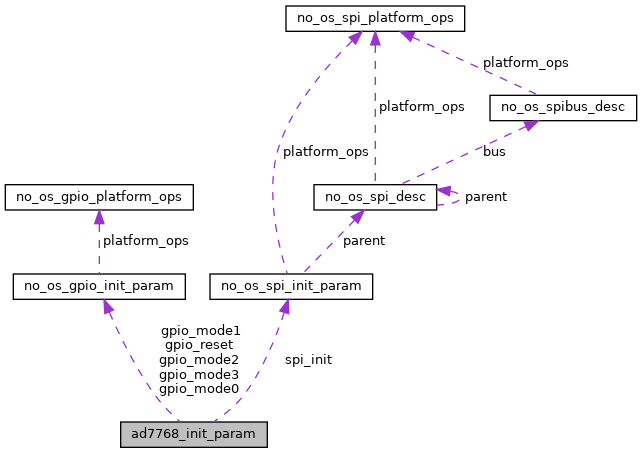 no_os_spi_platform_ops
platform_ops
no_os_spibus_desc
platform_ops
platform_ops
bus
no_os_gpio_platform_ops
no_os_spi_desc
parent
platform_ops
parent
no_os_gpio_init_param
no_os_spi_init_param
gpio_mode1
gpio_reset
gpio_mode2
gpio_mode3
gpio_mode0
spi_init
ad7768_init_param